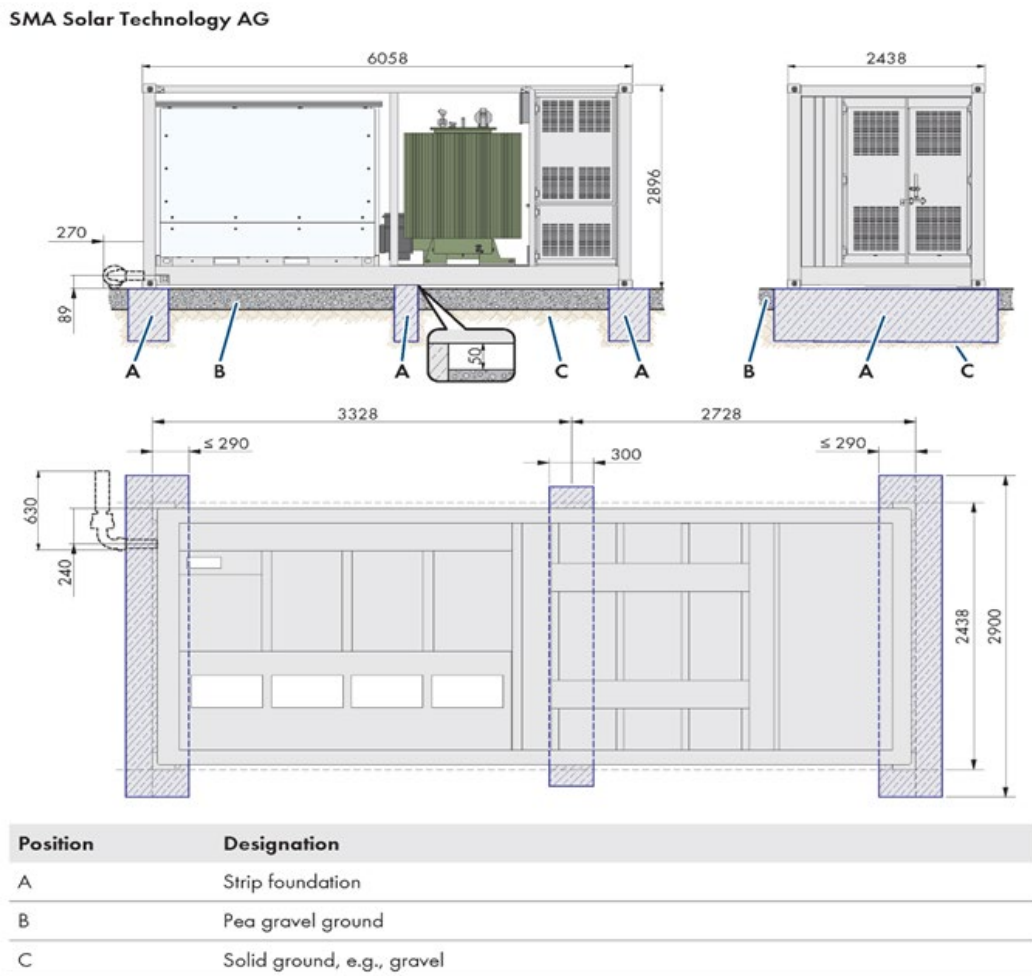 SMA Solar Technology AG
6058
2438
2896
270
89
50
A
B
A
C
A
B
A
C
3328
2728
≤ 290
300
≤ 290
630
240
2438
2900
Position Designation
A Strip foundation
B Pea gravel ground
C Solid ground, e.g., gravel